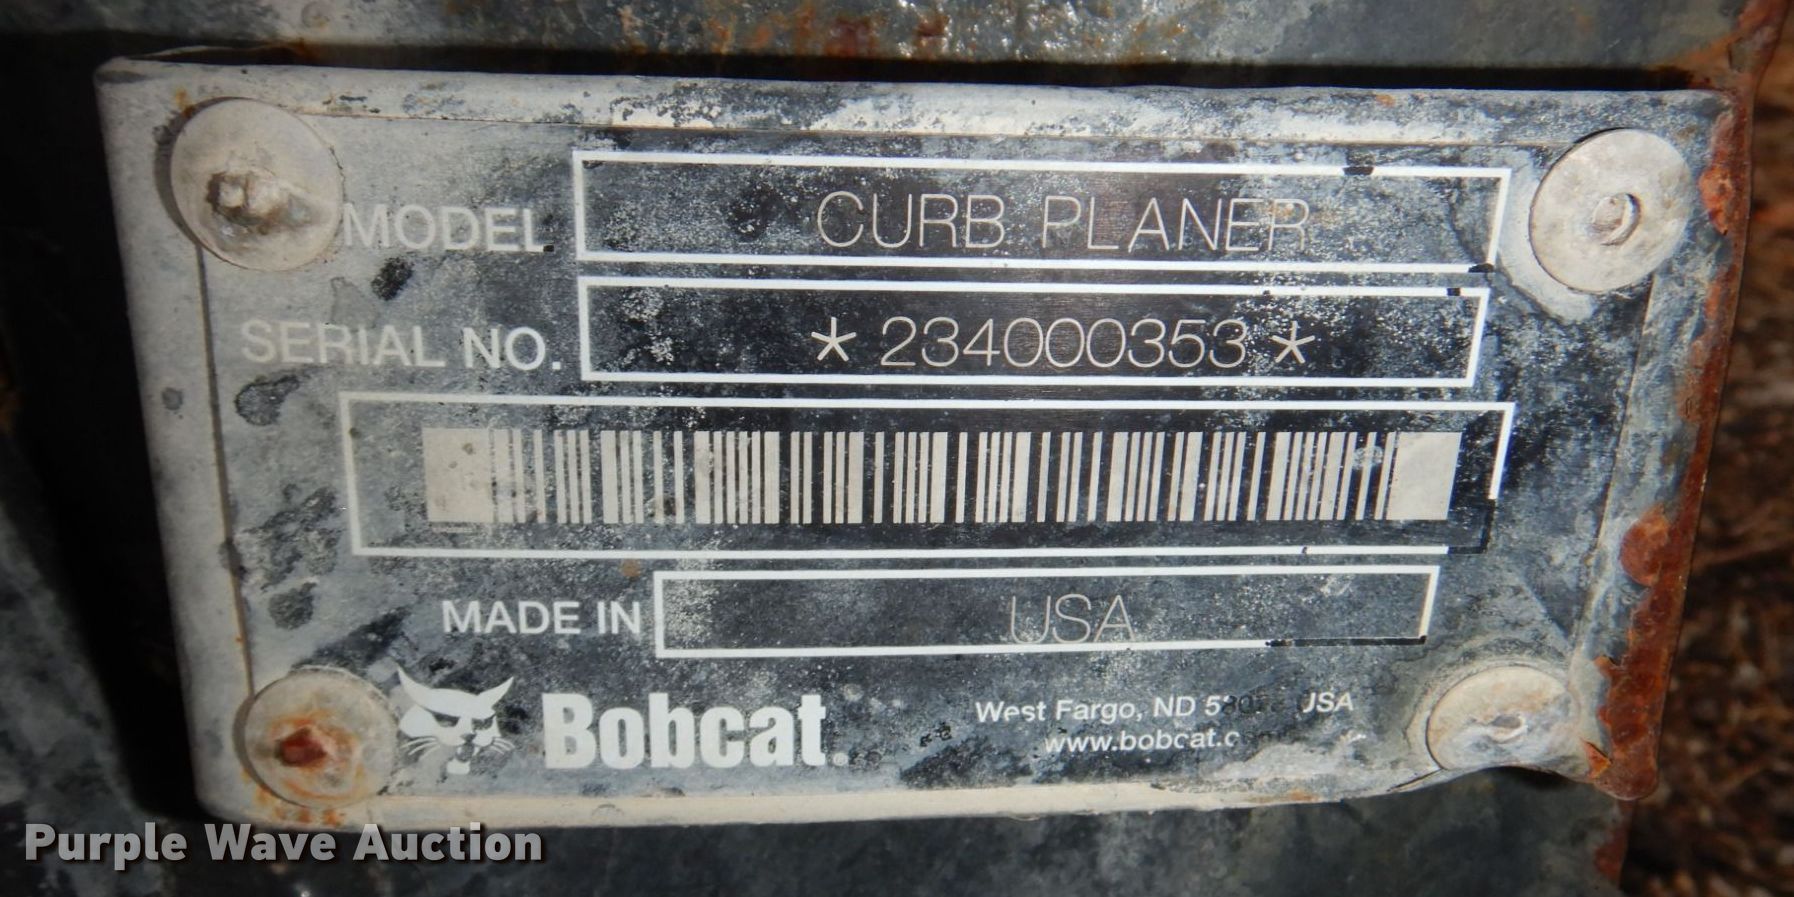 MODEL CURB PLANER
SERIAL NO. *234000353*
MADE IN USA
Bobcat®
West Fargo, ND USA
Purple Wave Auction